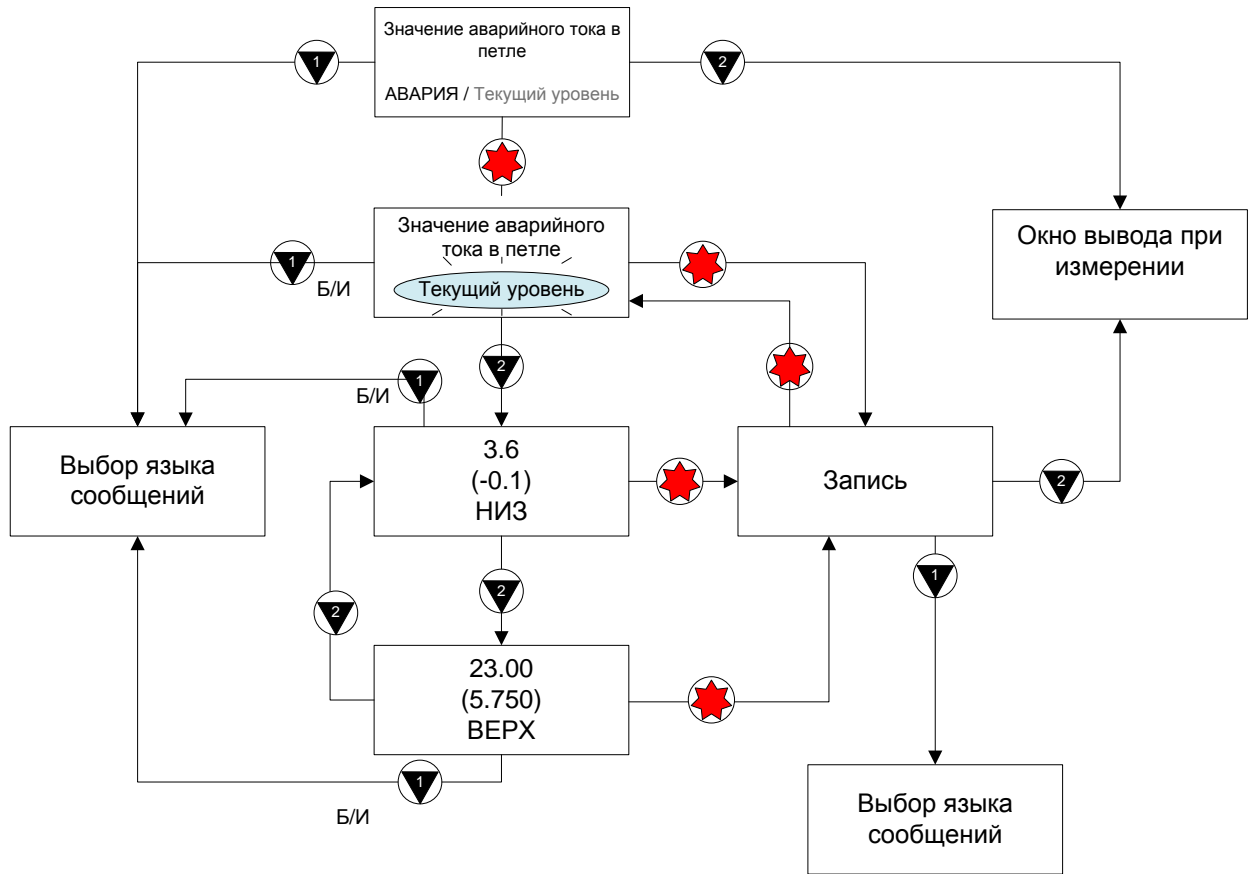 Значение аварийного тока в
петле
АВАРИЯ / Текущий уровень
1
2
Значение аварийного
тока в петле
Текущий уровень
1
Б/И
Окно вывода при
измерении
2
1
Б/И
Выбор языка
сообщений
3.6
(-0.1)
НИЗ
Запись
2
2
2
1
23.00
(5.750)
ВЕРХ
1
Б/И
Выбор языка
сообщений